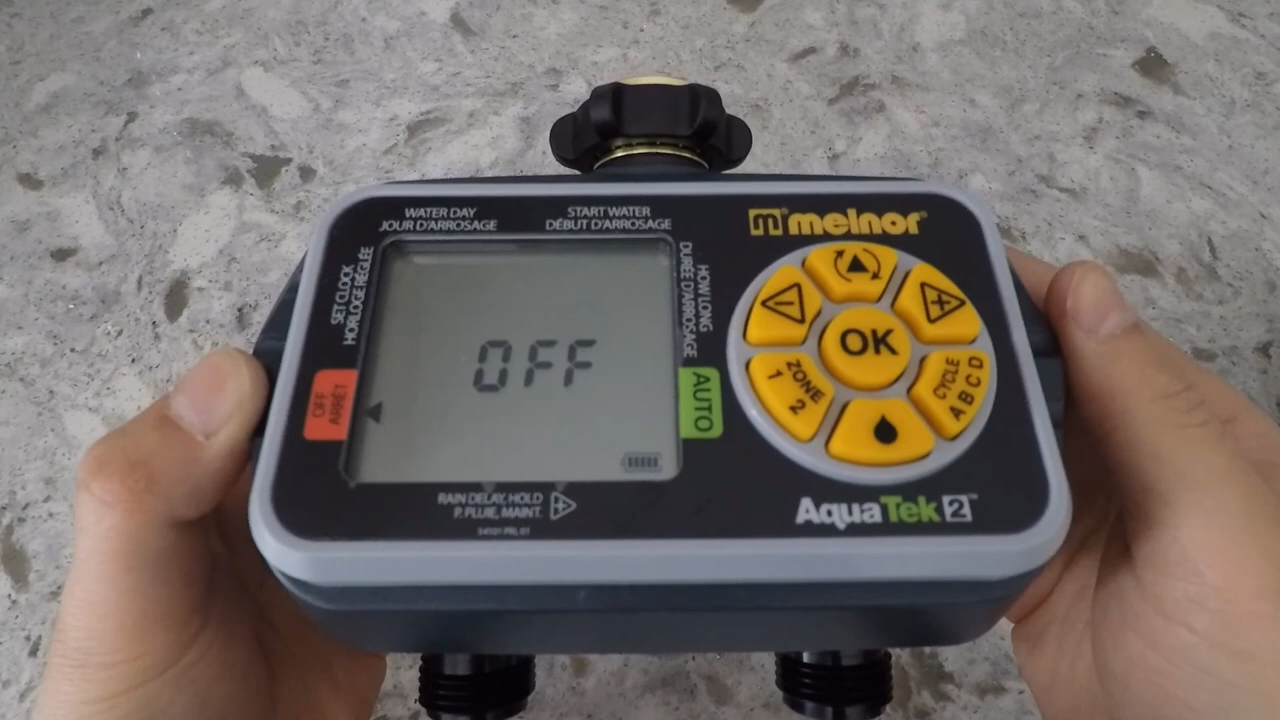 WATER DAY
JOUR D'ARROSAGE
START WATER
DÉBUT D'ARROSAGE
melnor®
SET CLOCK
HORLOGE RÉGLÉE
HOW LONG
DURÉE D'ARROSAGE
OFF
OK
ZONE
1 2
CYCLE
A B C D
OFF
ARRÊT
AUTO
RAIN DELAY, HOLD
P. PLUIE, MAINT.
AquaTek 2™